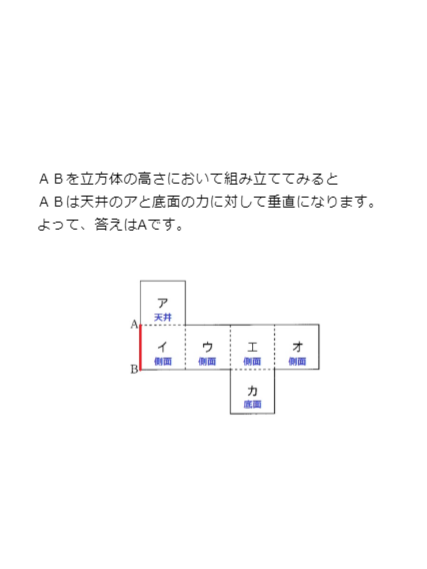 ＡＢを立方体の高さにおいて組み立ててみると
ＡＢは天井のアと底面のカに対して垂直になります。
よって、答えはAです。
ア
天井
A
イ ウ エ オ
側面 側面 側面 側面
B
カ
底面